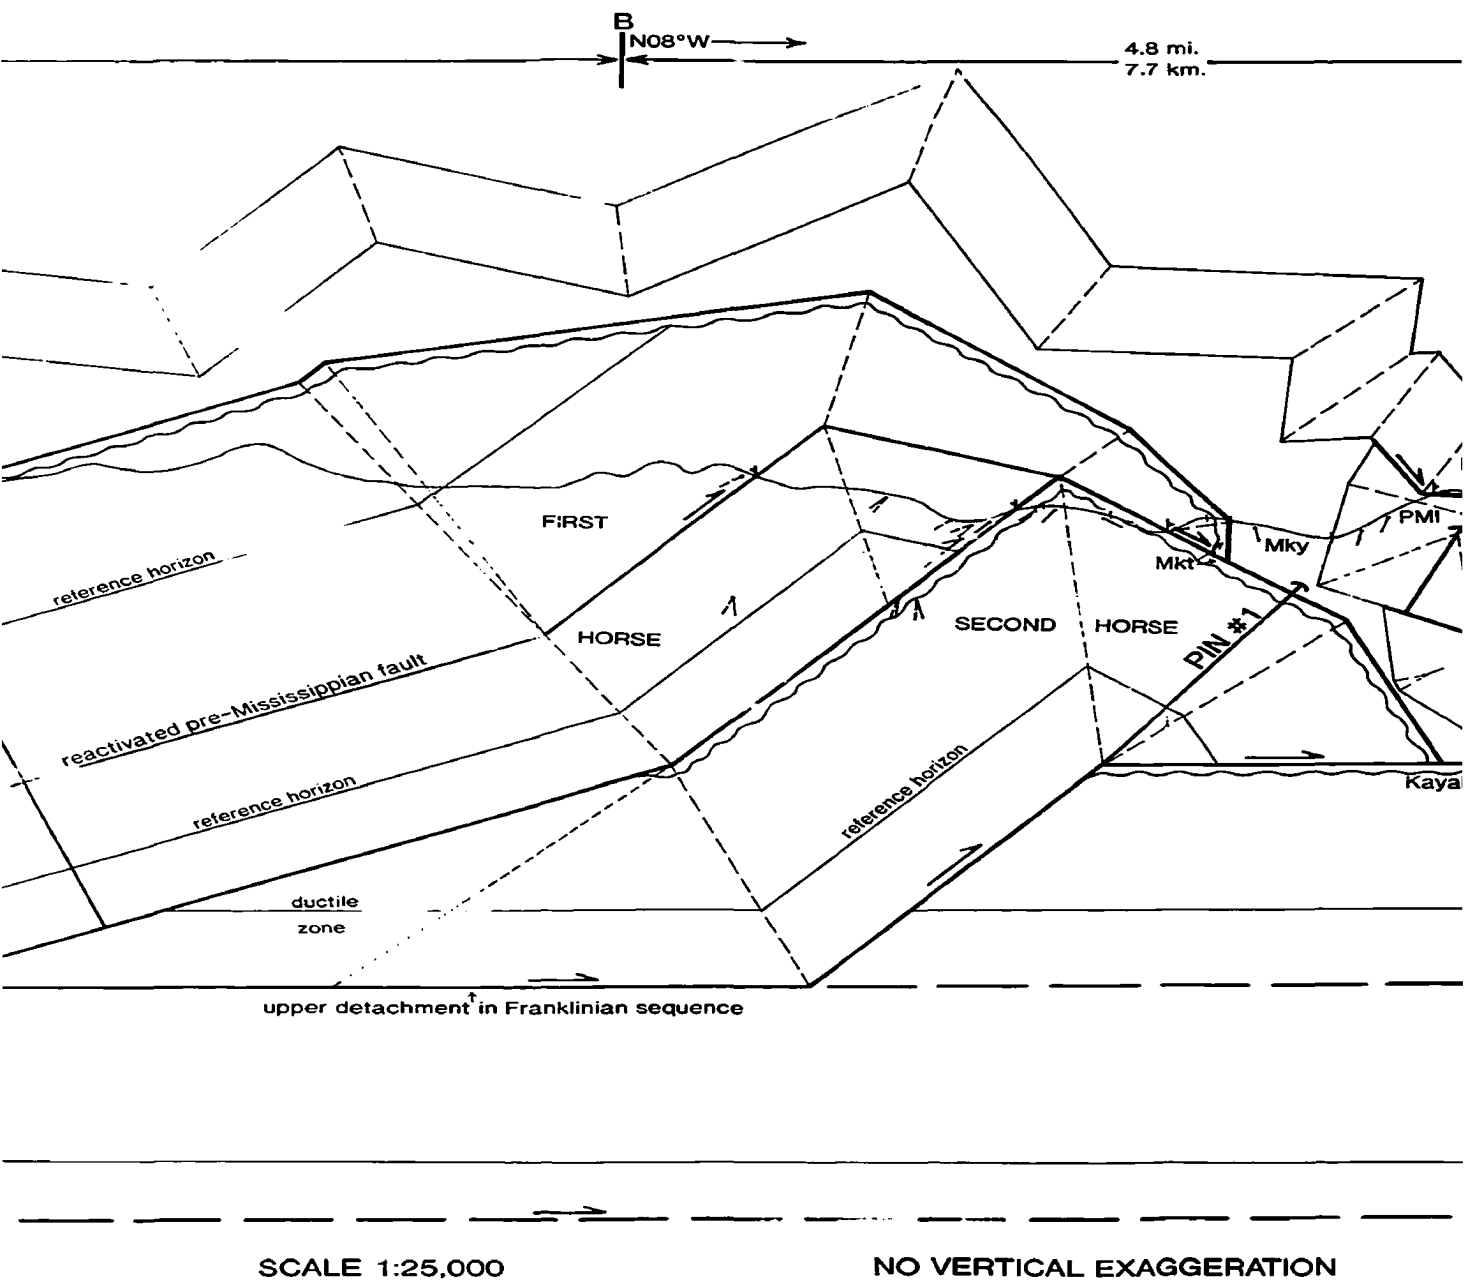 B
N08°W
4.8 mi.
7.7 km.
FIRST
HORSE
PMl
Mky
Mkt
SECOND HORSE
PIN #1
reference horizon
reactivated pre-Mississippian fault
reference horizon
reference horizon
Kaya
ductile
zone
upper detachment in Franklinian sequence
SCALE 1:25,000
NO VERTICAL EXAGGERATION